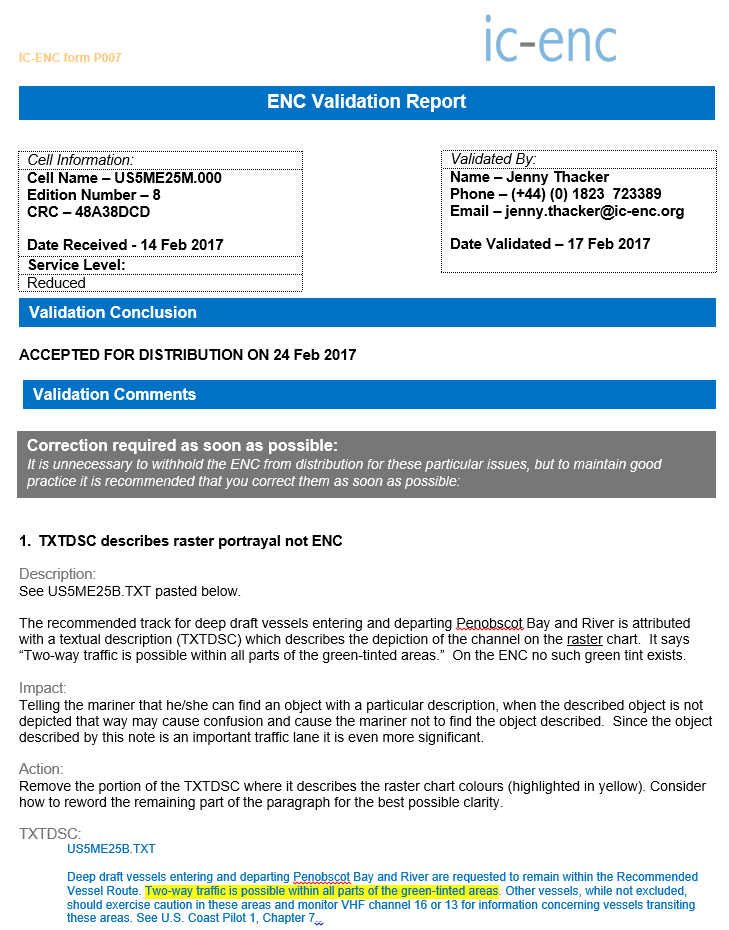 ic-enc
IC-ENC form P007
ENC Validation Report
Cell Information:
Cell Name – US5ME25M.000
Edition Number – 8
CRC – 48A38DCD
Date Received - 14 Feb 2017
Service Level:
Reduced
Validated By:
Name – Jenny Thacker
Phone – (+44) (0) 1823  723389
Email – jenny.thacker@ic-enc.org
Date Validated – 17 Feb 2017
Validation Conclusion
ACCEPTED FOR DISTRIBUTION ON 24 Feb 2017
Validation Comments
Correction required as soon as possible:
It is unnecessary to withhold the ENC from distribution for these particular issues, but to maintain good
practice it is recommended that you correct them as soon as possible:
1.  TXTDSC describes raster portrayal not ENC
Description:
See US5ME25B.TXT pasted below.
The recommended track for deep draft vessels entering and departing Penobscot Bay and River is attributed
with a textual description (TXTDSC) which describes the depiction of the channel on the raster chart.  It says
“Two-way traffic is possible within all parts of the green-tinted areas.”  On the ENC no such green tint exists.
Impact:
Telling the mariner that he/she can find an object with a particular description, when the described object is not
depicted that way may cause confusion and cause the mariner not to find the object described.  Since the object
described by this note is an important traffic lane it is even more significant.
Action:
Remove the portion of the TXTDSC where it describes the raster chart colours (highlighted in yellow). Consider
how to reword the remaining part of the paragraph for the best possible clarity.
TXTDSC:
US5ME25B.TXT
Deep draft vessels entering and departing Penobscot Bay and River are requested to remain within the Recommended
Vessel Route. Two-way traffic is possible within all parts of the green-tinted areas. Other vessels, while not excluded,
should exercise caution in these areas and monitor VHF channel 16 or 13 for information concerning vessels transiting
these areas. See U.S. Coast Pilot 1, Chapter 7..